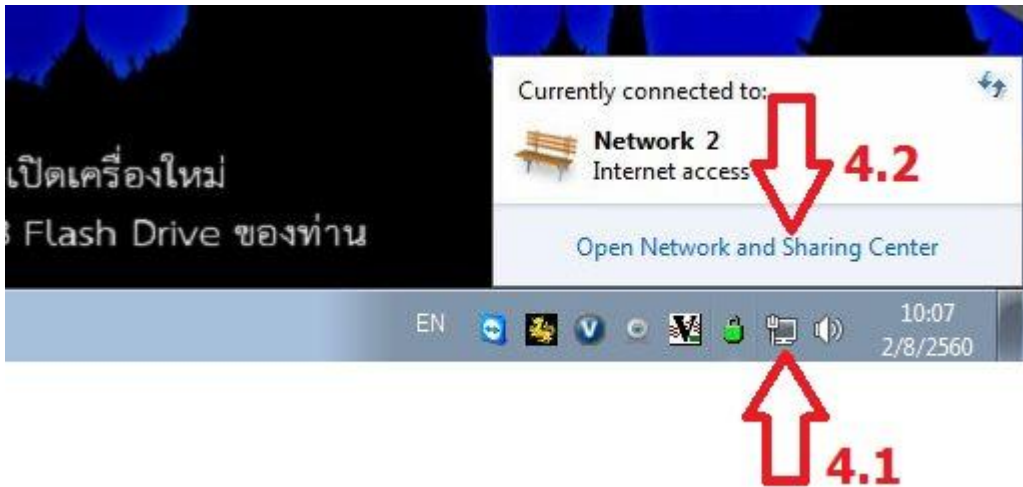 เปิดเครื่องใหม่
Flash Drive ของท่าน
Currently connected to:
Network 2
Internet access
4.2
Open Network and Sharing Center
EN
V
10:07
2/8/2560
4.1